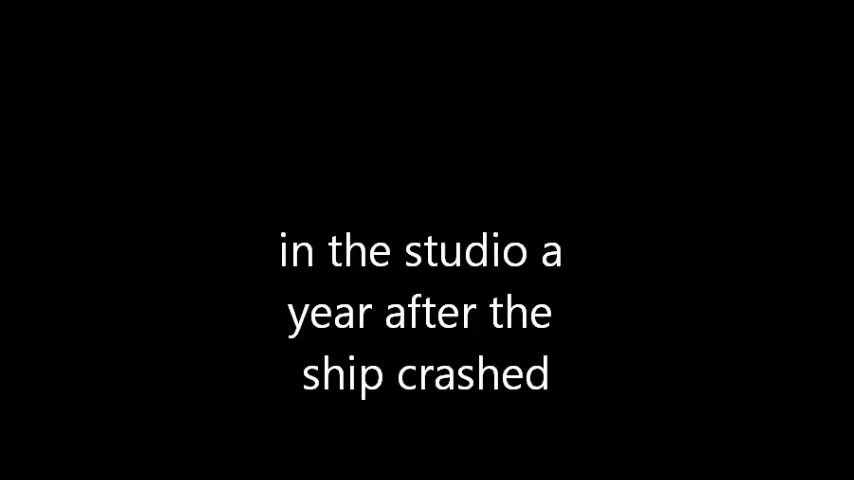 in the studio a
year after the
ship crashed